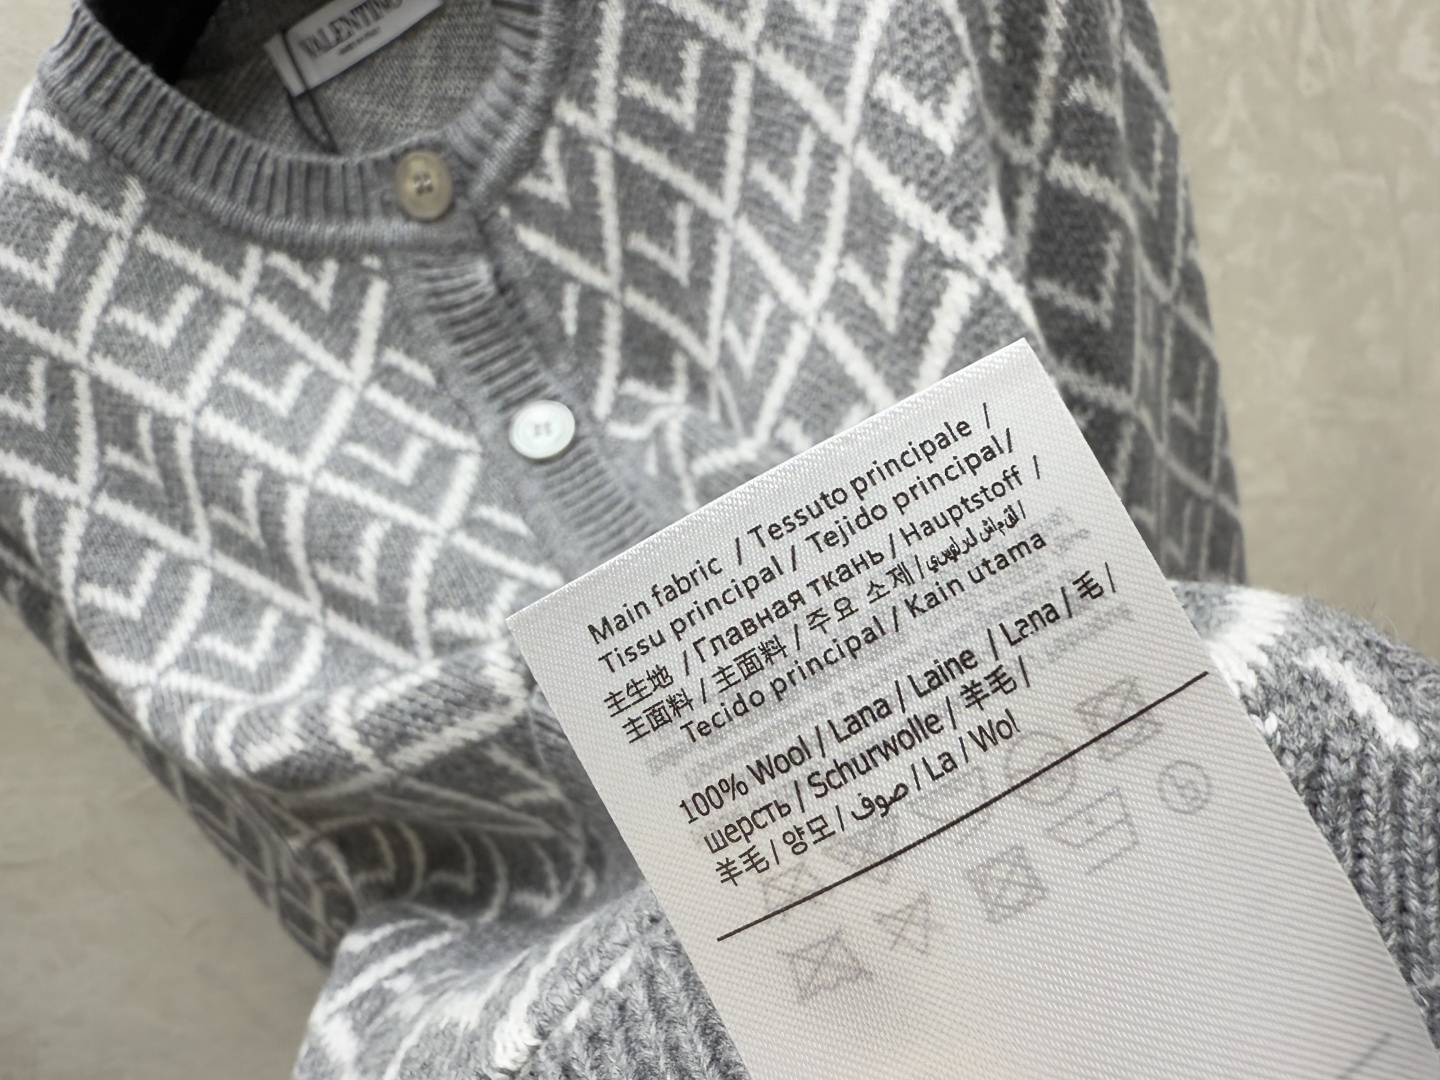 VALENTINO
Main fabric / Tessuto principale /
Tissu principal / Tejido principal/
主生地 / Главная ткань / Hauptstoff /
主面料 / 主面料 / 주요 소제 /
Tecido principal / Kain utama
100% Wool / Lana / Laine / Lana / 毛 /
шерсть / Schurwolle / 羊毛 /
羊毛 / 양모 / صوف / La / Wol